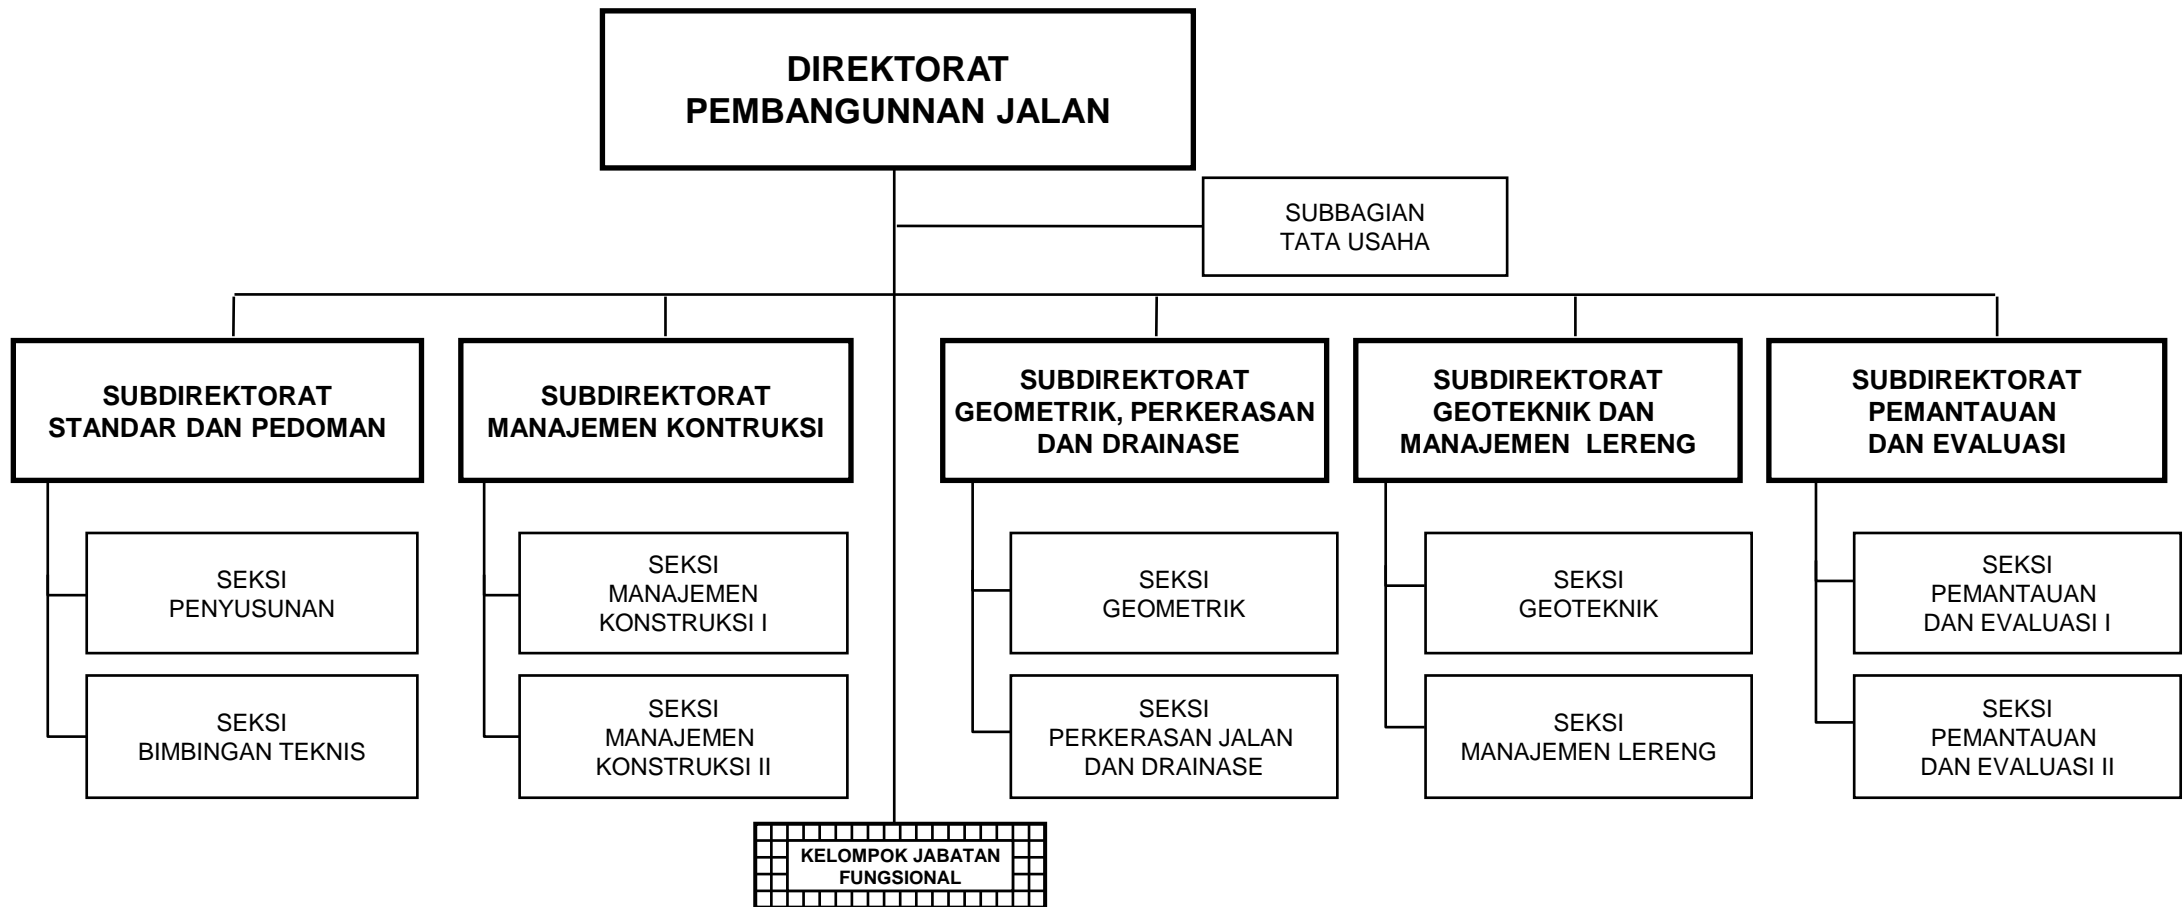 DIREKTORAT
PEMBANGUNNAN JALAN
SUBBAGIAN
TATA USAHA
SUBDIREKTORAT
STANDAR DAN PEDOMAN
SUBDIREKTORAT
MANAJEMEN KONTRUKSI
SUBDIREKTORAT
GEOMETRIK, PERKERASAN
DAN DRAINASE
SUBDIREKTORAT
GEOTEKNIK DAN
MANAJEMEN LERENG
SUBDIREKTORAT
PEMANTAUAN
DAN EVALUASI
SEKSI
PENYUSUNAN
SEKSI
MANAJEMEN
KONSTRUKSI I
SEKSI
GEOMETRIK
SEKSI
GEOTEKNIK
SEKSI
PEMANTAUAN
DAN EVALUASI I
SEKSI
BIMBINGAN TEKNIS
SEKSI
MANAJEMEN
KONSTRUKSI II
SEKSI
PERKERASAN JALAN
DAN DRAINASE
SEKSI
MANAJEMEN LERENG
SEKSI
PEMANTAUAN
DAN EVALUASI II
KELOMPOK JABATAN
FUNGSIONAL